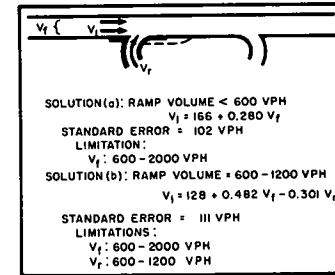 Vf {
V1
Vr
SOLUTION(a): RAMP VOLUME < 600 VPH
V1 = 166 + 0.280 Vf
STANDARD ERROR = 102 VPH
LIMITATION:
Vf: 600-2000 VPH
SOLUTION(b): RAMP VOLUME = 600-1200 VPH
V1 = 128 + 0.482 Vf - 0.301 Vr
STANDARD ERROR = 111 VPH
LIMITATIONS:
Vf: 600-2000 VPH
Vr: 600-1200 VPH